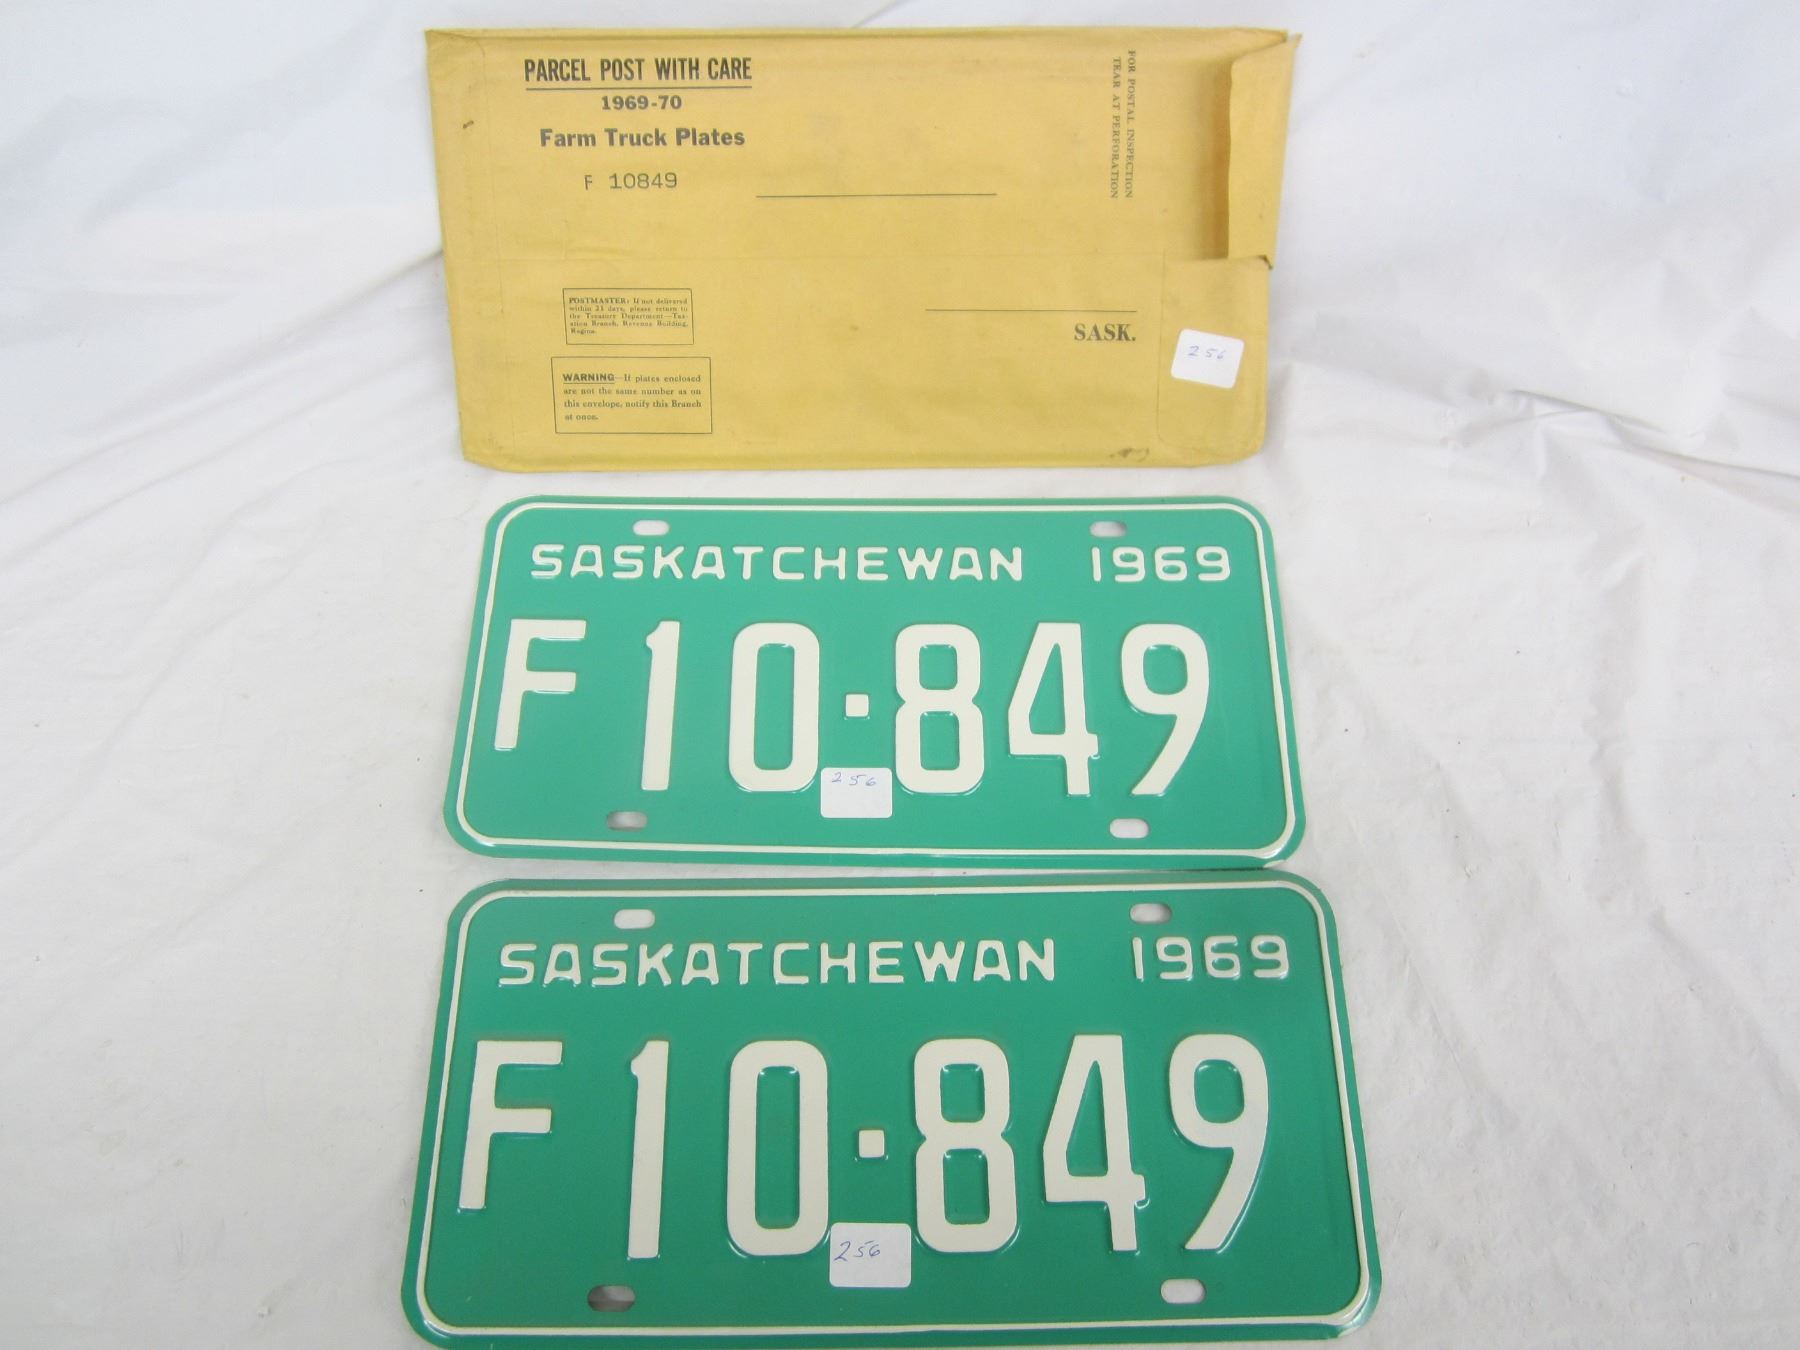 PARCEL POST WITH CARE
1969-70
Farm Truck Plates
F 10849
FOR POSTAL INSPECTION
TEAR AT PERFORATION
POSTMASTER: If not delivered
within 21 days, please return to
the Treasury Department—Tax-
ation Branch, Revenue Building,
Regina.
SASK.
256
WARNING—If plates enclosed
are not the same number as on
this envelope, notify this Branch
at once.
SASKATCHEWAN 1969
F10·849
256
SASKATCHEWAN 1969
F10·849
256